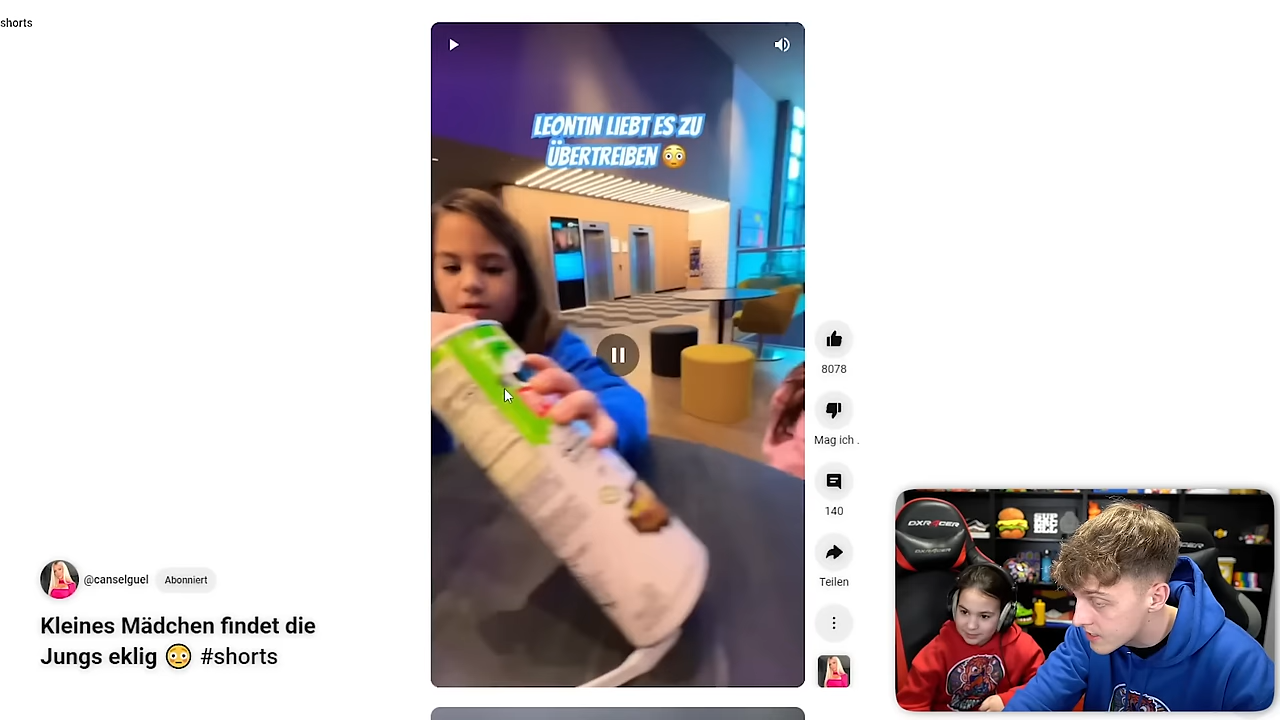 shorts
LEONTIN LIEBT ES ZU
ÜBERTREIBEN 😳
8078
Mag ich .
140
Teilen
@canselguel
Abonniert
Kleines Mädchen findet die
Jungs eklig 😳 #shorts
DXRACER